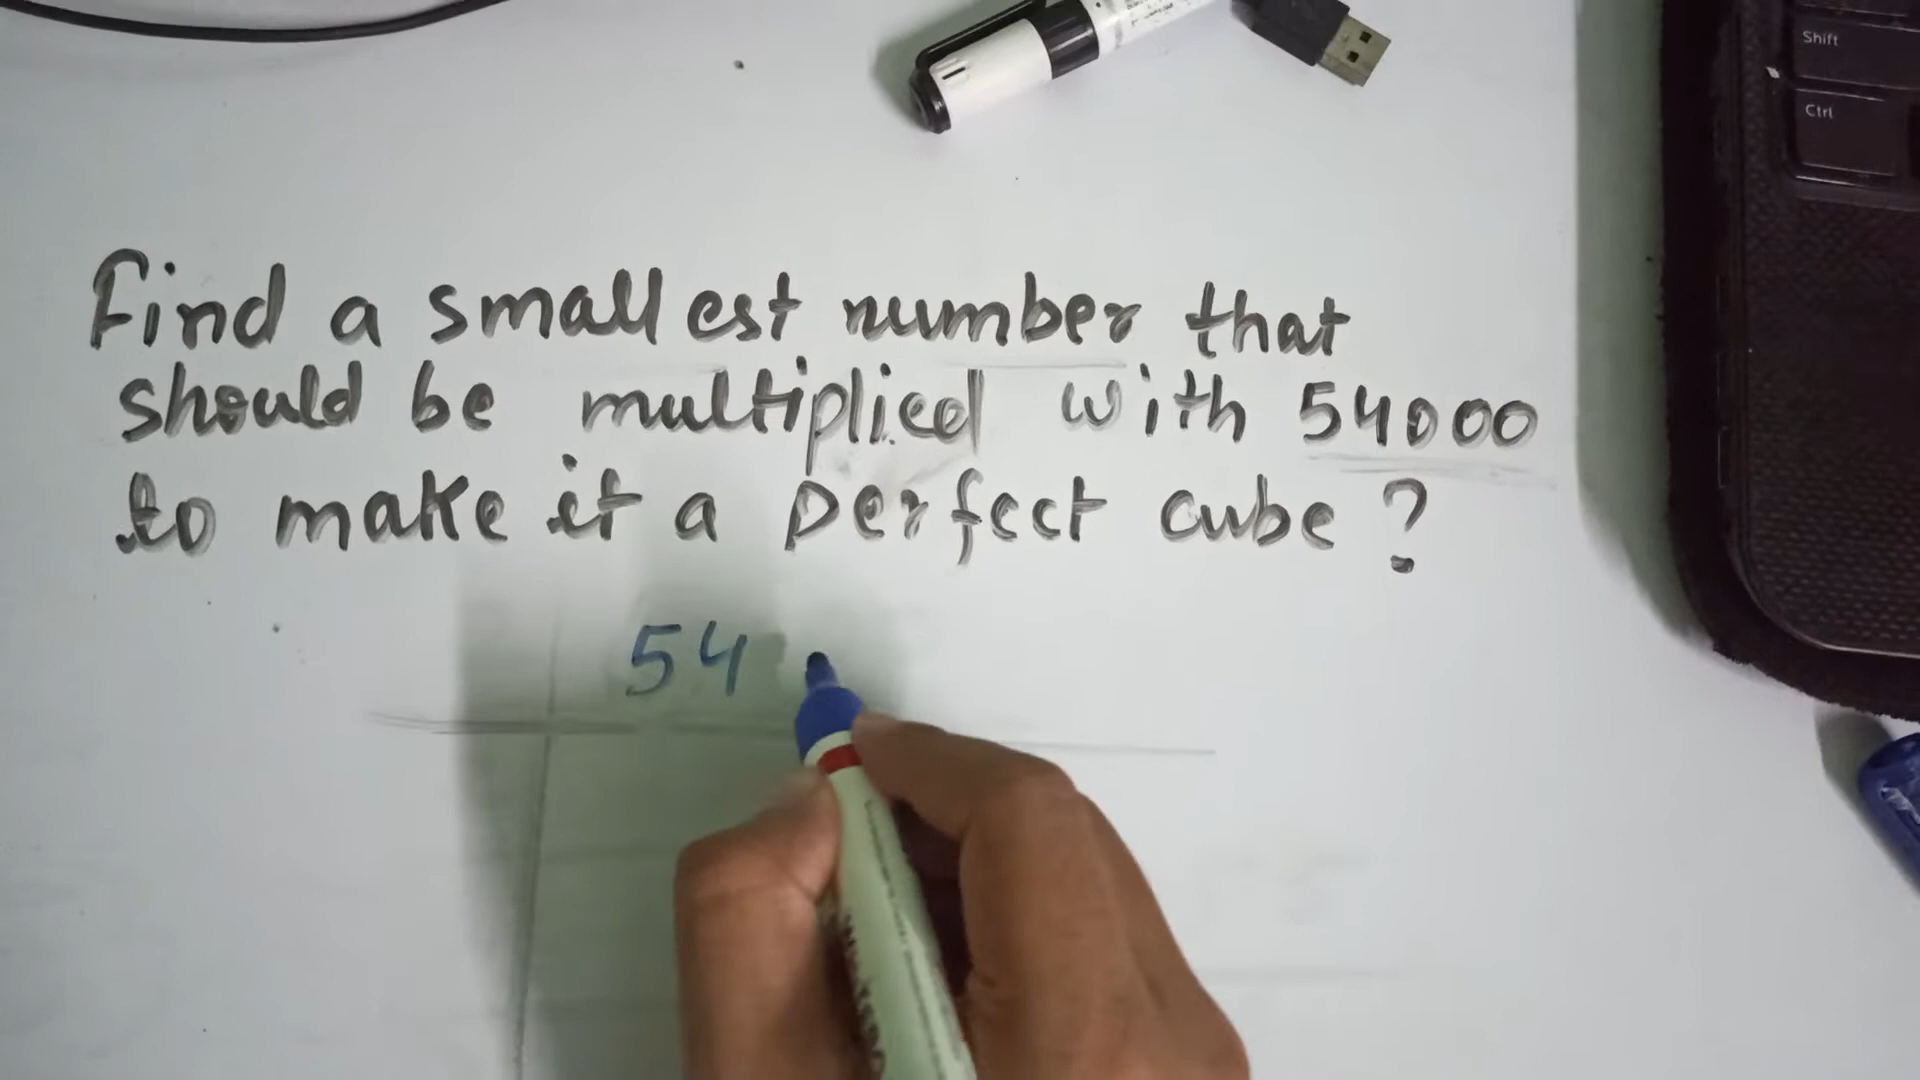 Find a smallest number that
should be multiplied with 54000
to make it a perfect cube ?
54
Shift
Ctrl